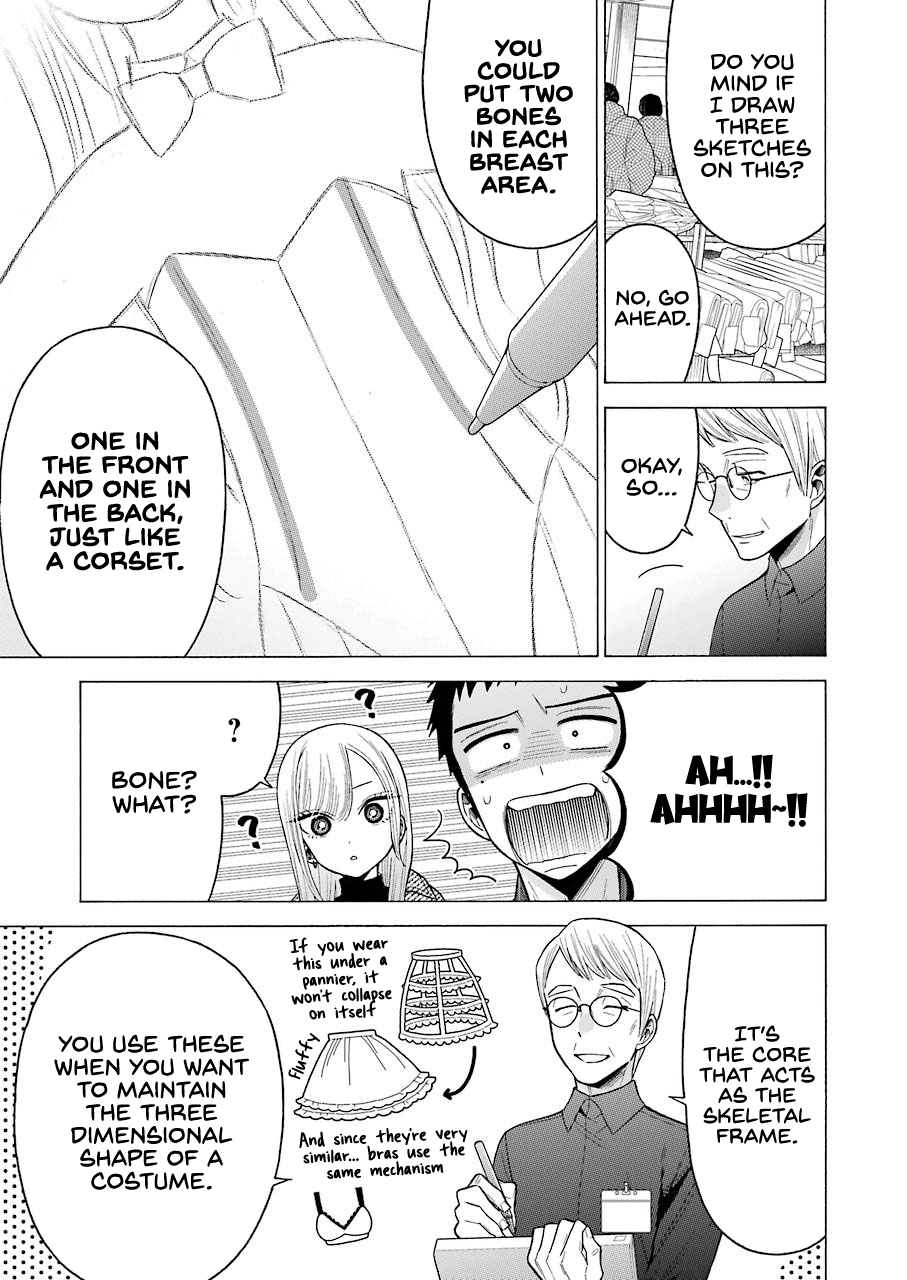 DO YOU
MIND IF
I DRAW
THREE
SKETCHES
ON THIS?
NO, GO
AHEAD.
YOU
COULD
PUT TWO
BONES
IN EACH
BREAST
AREA.
OKAY,
SO...
ONE IN
THE FRONT
AND ONE IN
THE BACK,
JUST LIKE
A CORSET.
AH...!!
AHHHH~!!
?
?
?
BONE?
WHAT?
IT'S
THE CORE
THAT ACTS
AS THE
SKELETAL
FRAME.
If you wear
this under a
pannier, it
won't collapse
on itself
Fluffy
And since they're very
similar... bras use the
same mechanism
YOU USE THESE
WHEN YOU WANT
TO MAINTAIN
THE THREE
DIMENSIONAL
SHAPE OF A
COSTUME.